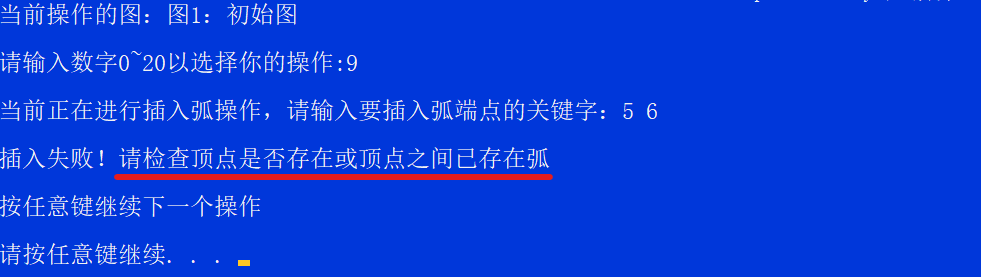 当前操作的图：图1：初始图
请输入数字0~20以选择你的操作:9
当前正在进行插入弧操作，请输入要插入弧端点的关键字：5 6
插入失败！请检查顶点是否存在或顶点之间已存在弧
按任意键继续下一个操作
请按任意键继续. . .